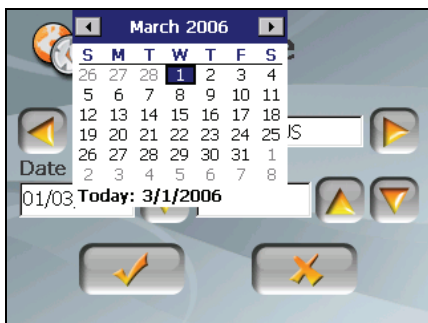 March 2006
S M T W T F S
26 27 28 1 2 3 4
5 6 7 8 9 10 11
12 13 14 15 16 17 18
19 20 21 22 23 24 25
26 27 28 29 30 31 1
2 3 4 5 6 7 8
Today: 3/1/2006
Date
01/03